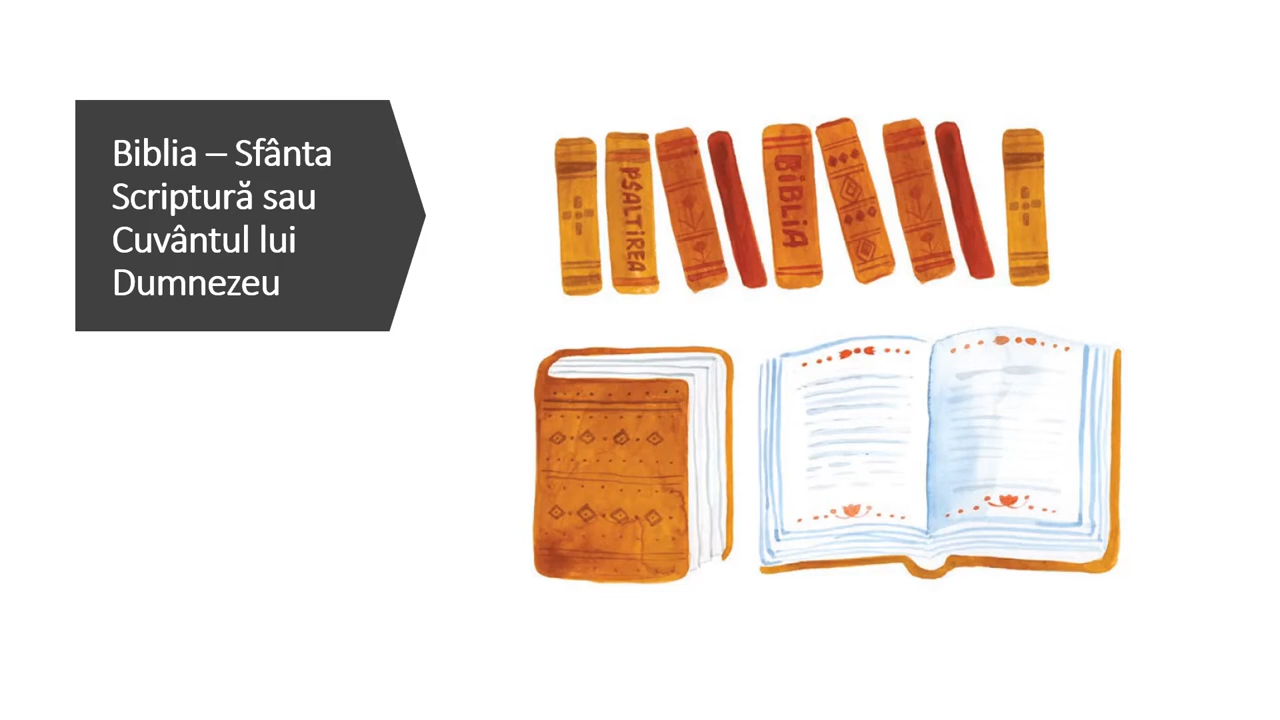 Biblia – Sfânta
Scriptură sau
Cuvântul lui
Dumnezeu
PSALTiREA
BiBLiA